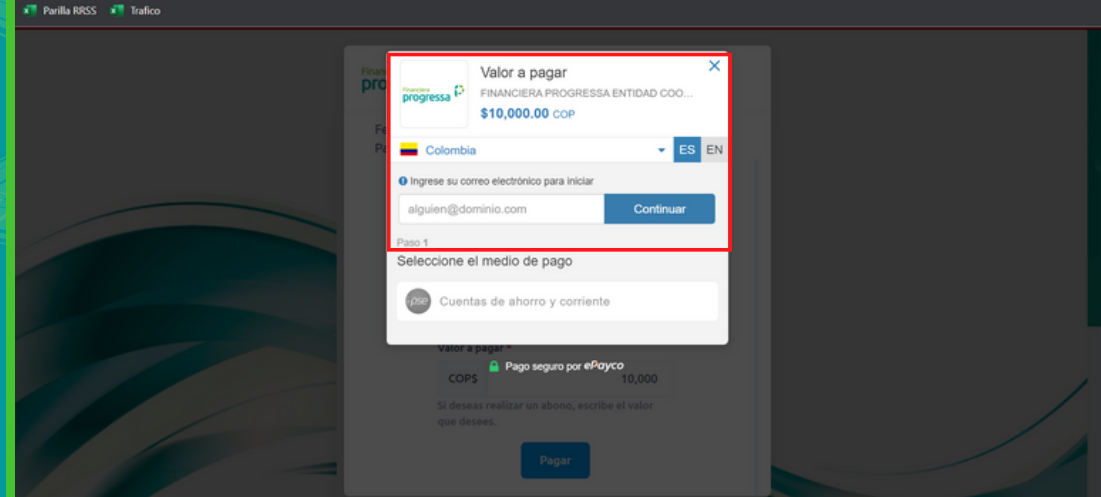 Parilla RRSS Trafico
Valor a pagar
FINANCIERA PROGRESSA ENTIDAD COO...
Financiera
progressa
$10,000.00 COP
Colombia ES EN
Ingrese su correo electrónico para iniciar
alguien@dominio.com Continuar
Paso 1
Seleccione el medio de pago
pse Cuentas de ahorro y corriente
Valor a pagar *
Pago seguro por ePayco
COP$ 10,000
Si deseas realizar un abono, escribe el valor
que desees.
Pagar